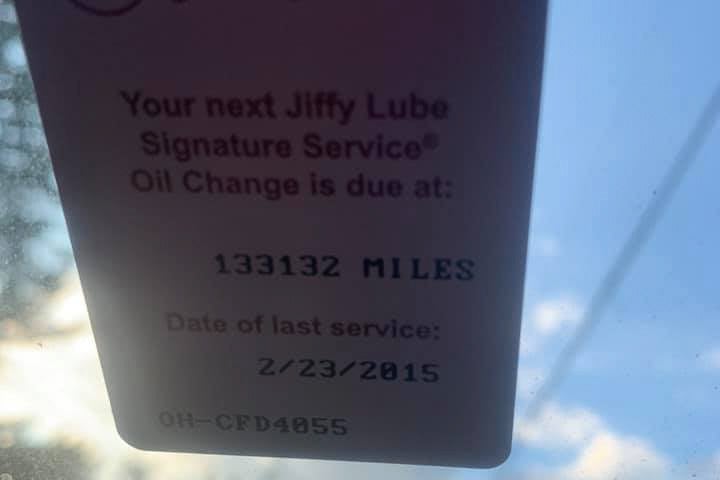 Your next Jiffy Lube
Signature Service®
Oil Change is due at:
133132 MILES
Date of last service:
2/23/2015
OH-CFD4055